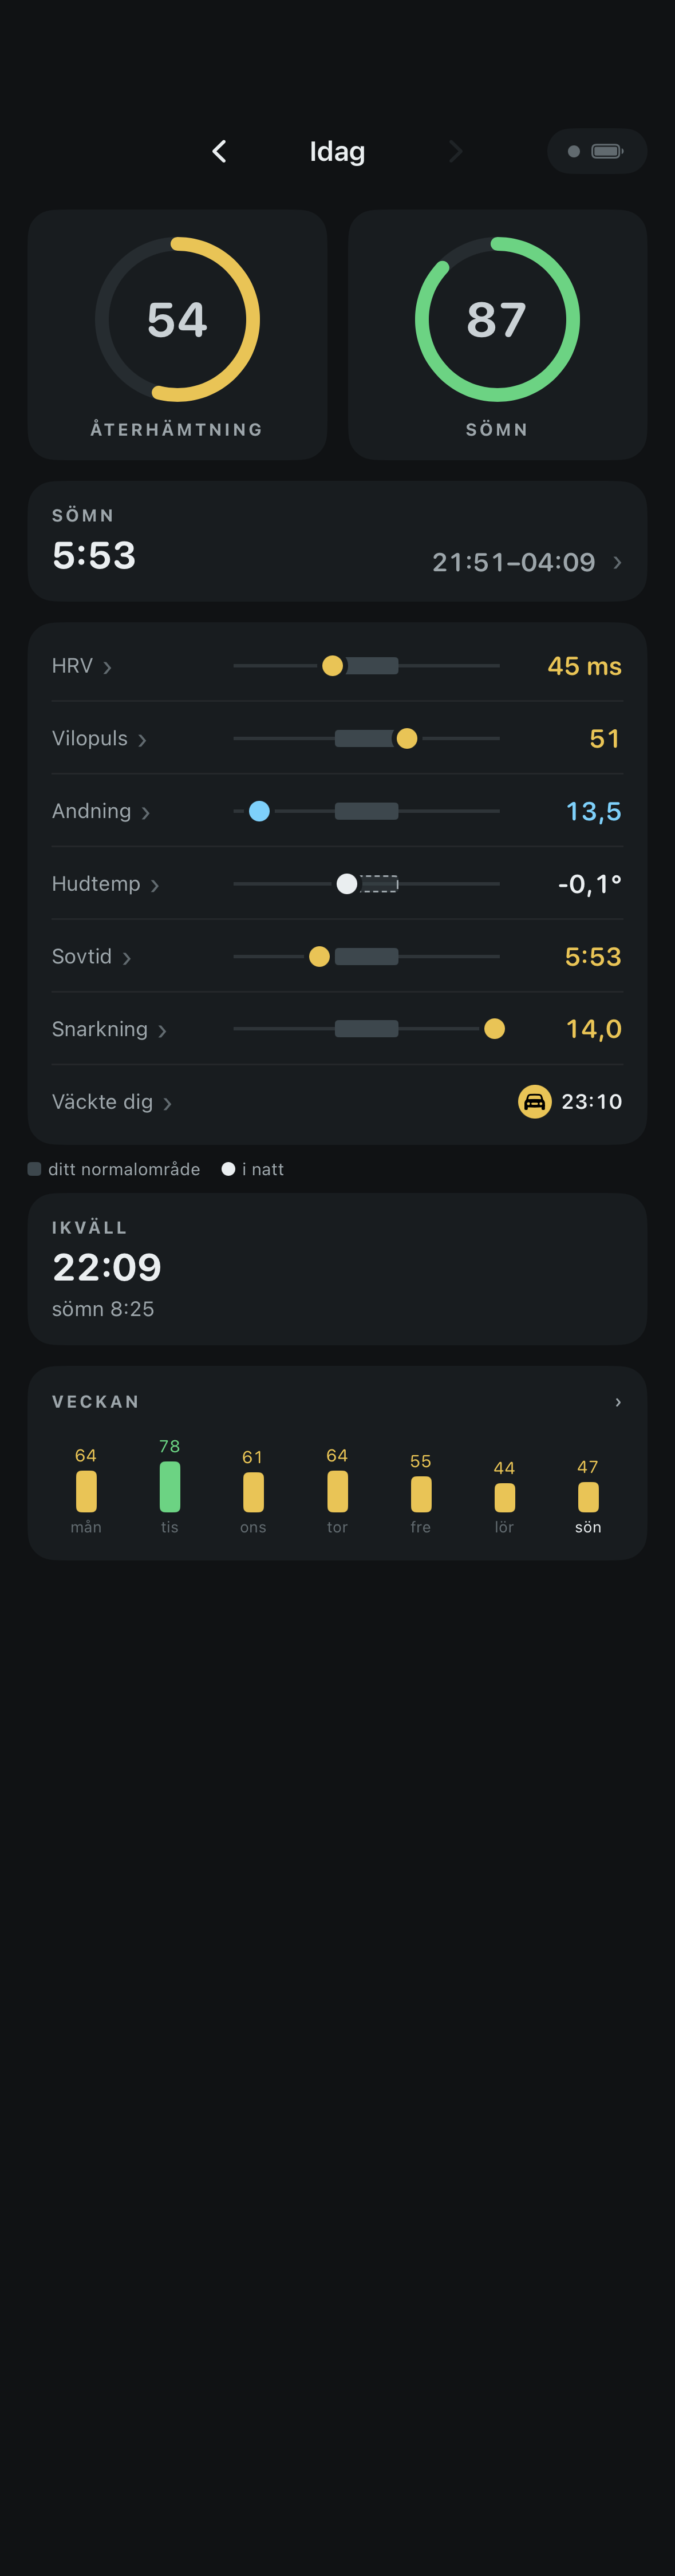 Idag
54
ÅTERHÄMTNING
87
SÖMN
SÖMN
5:53
21:51–04:09
HRV
45 ms
Vilopuls
51
Andning
13,5
Hudtemp
-0,1°
Sovtid
5:53
Snarkning
14,0
Väckte dig
23:10
ditt normalområde
i natt
IKVÄLL
22:09
sömn 8:25
VECKAN
64 78 61 64 55 44 47
mån tis ons tor fre lör sön